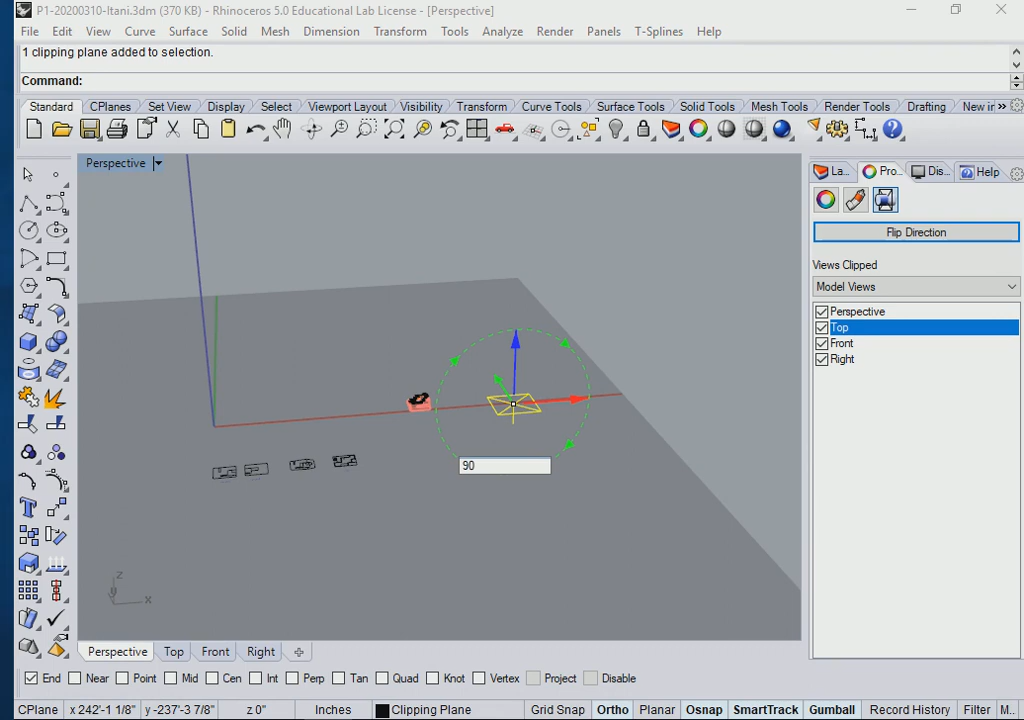 P1-20200310-Itani.3dm (370 KB) - Rhinoceros 5.0 Educational Lab License - [Perspective]
File Edit View Curve Surface Solid Mesh Dimension Transform Tools Analyze Render Panels T-Splines Help
1 clipping plane added to selection.
Command:
Standard CPlanes Set View Display Select Viewport Layout Visibility Transform Curve Tools Surface Tools Solid Tools Mesh Tools Render Tools Drafting New in »
Perspective
La... Pro... Dis... Help
Flip Direction
Views Clipped
Model Views
Perspective
Top
Front
Right
90
z
y
x
Perspective Top Front Right
End Near Point Mid Cen Int Perp Tan Quad Knot Vertex Project Disable
CPlane x 242'-1 1/8" y -237'-3 7/8" z 0" Inches Clipping Plane Grid Snap Ortho Planar Osnap SmartTrack Gumball Record History Filter M...